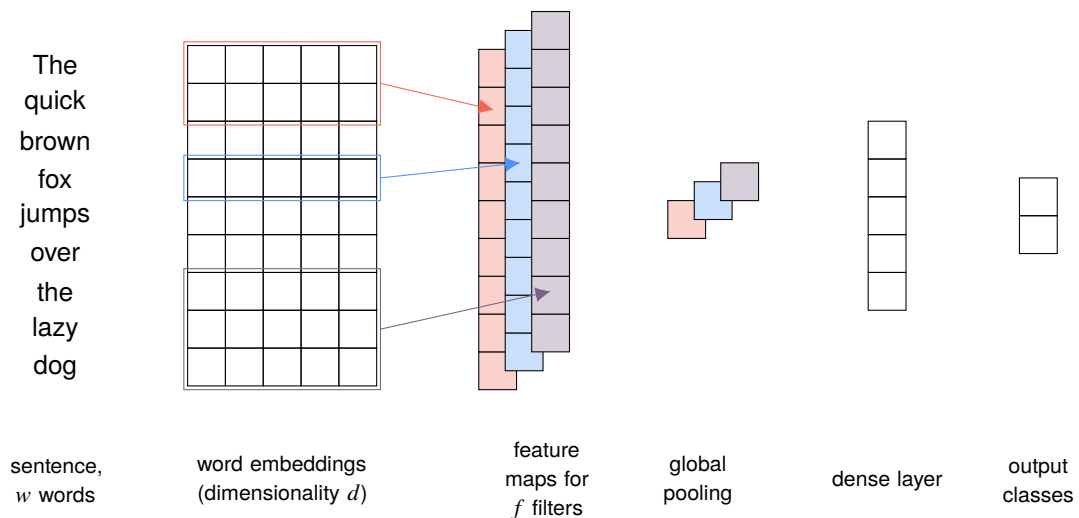 The
quick
brown
fox
jumps
over
the
lazy
dog
sentence,
w words
word embeddings
(dimensionality d)
feature
maps for
f filters
global
pooling
dense layer
output
classes